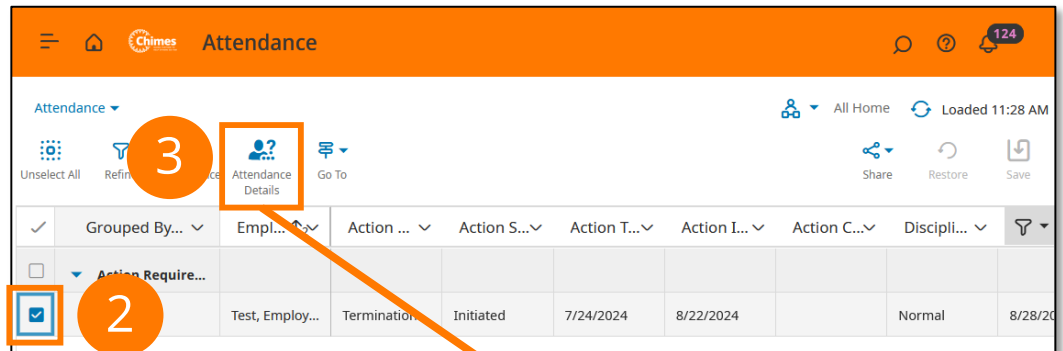 Chimes Attendance 124
Attendance All Home Loaded 11:28 AM
3
Unselect All Attendance Details Go To Share Restore Save
Grouped By... Empl... Action ... Action S... Action T... Action I... Action C... Discipli...
Action Require...
2 Test, Employ... Termination Initiated 7/24/2024 8/22/2024 Normal 8/28/20